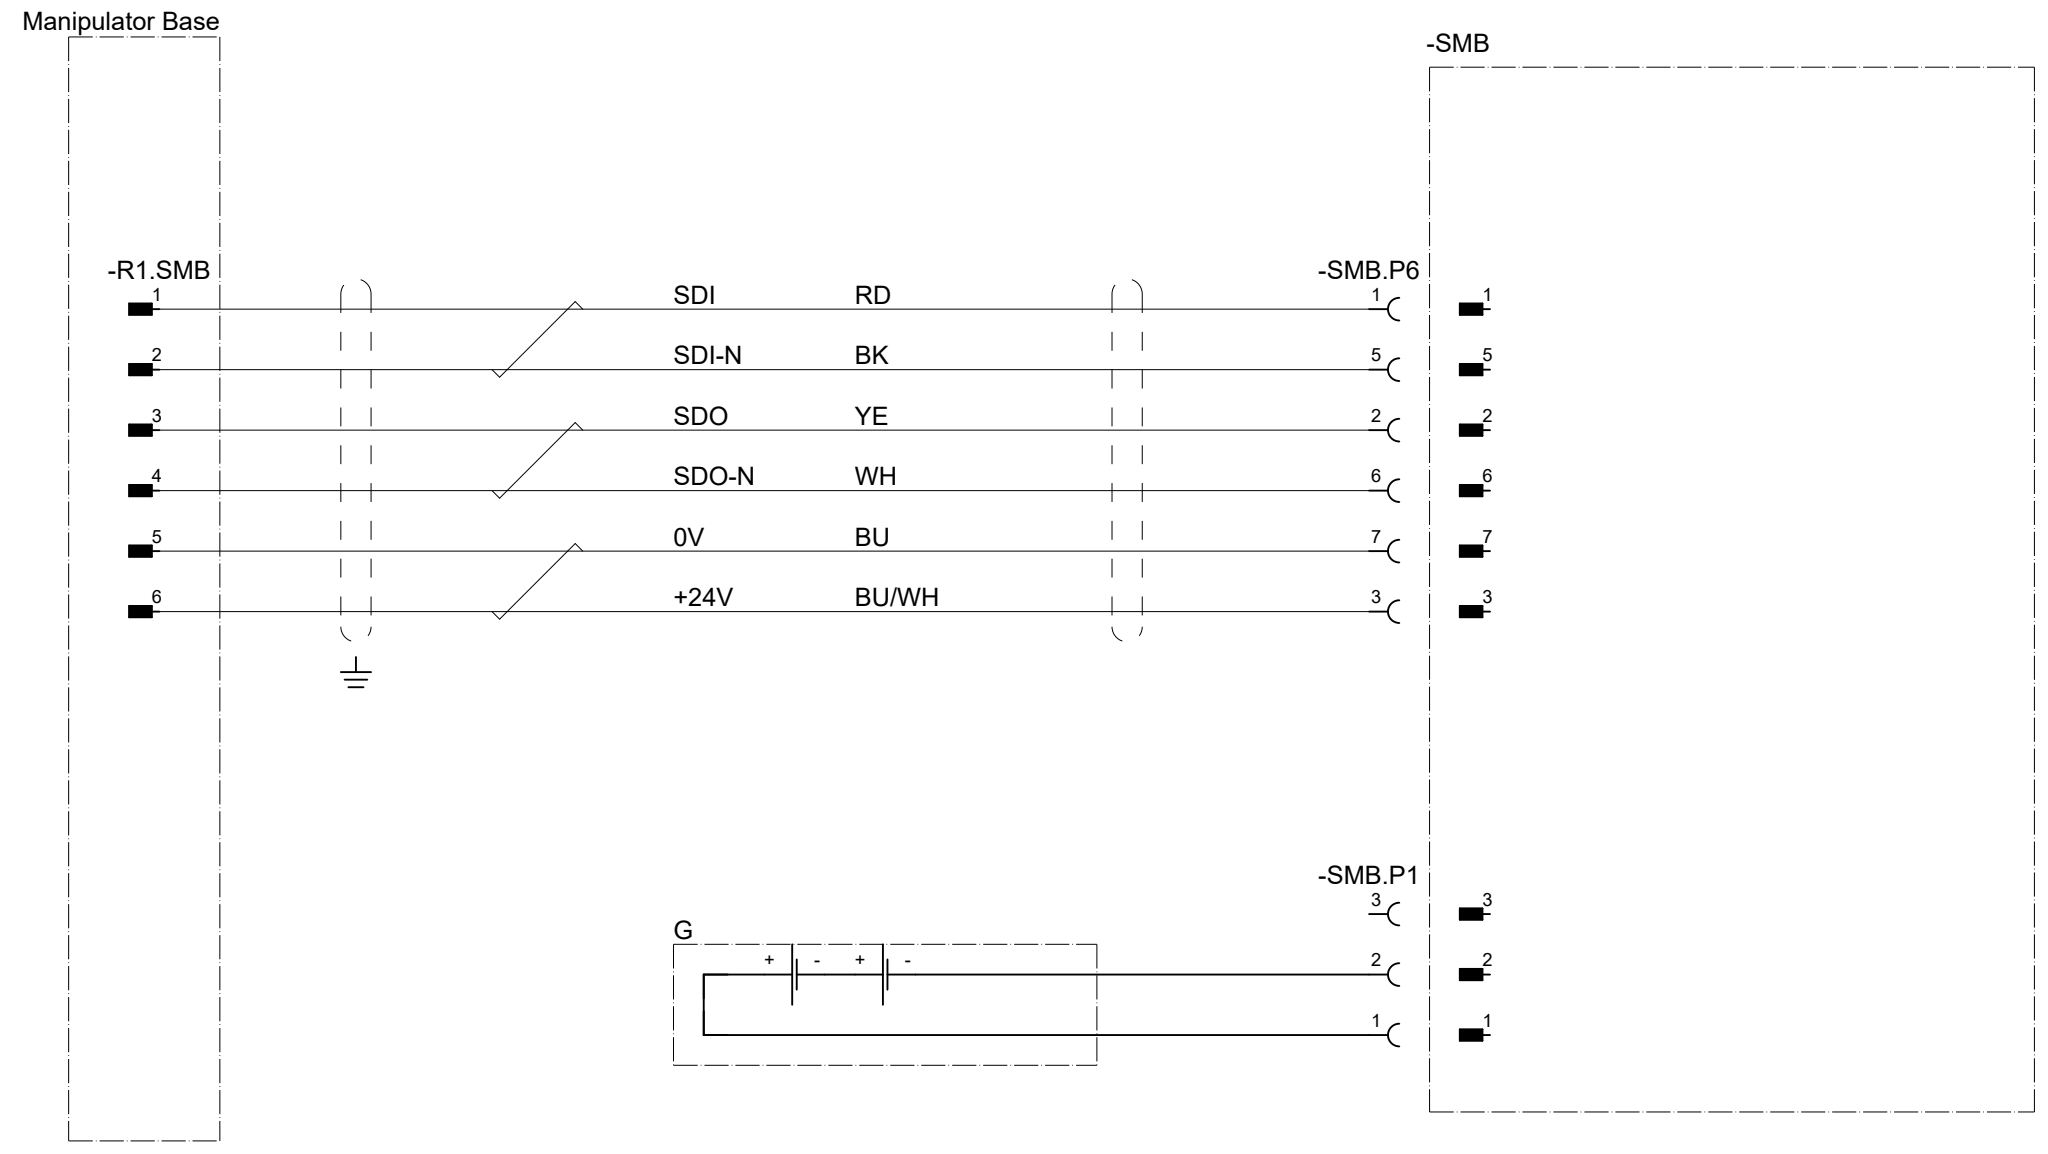 Manipulator Base
-SMB
-R1.SMB -SMB.P6
1 SDI RD 1 1
2 SDI-N BK 5 5
3 SDO YE 2 2
4 SDO-N WH 6 6
5 0V BU 7 7
6 +24V BU/WH 3 3
-SMB.P1
3 3
G
+ - + - 2 2
1 1